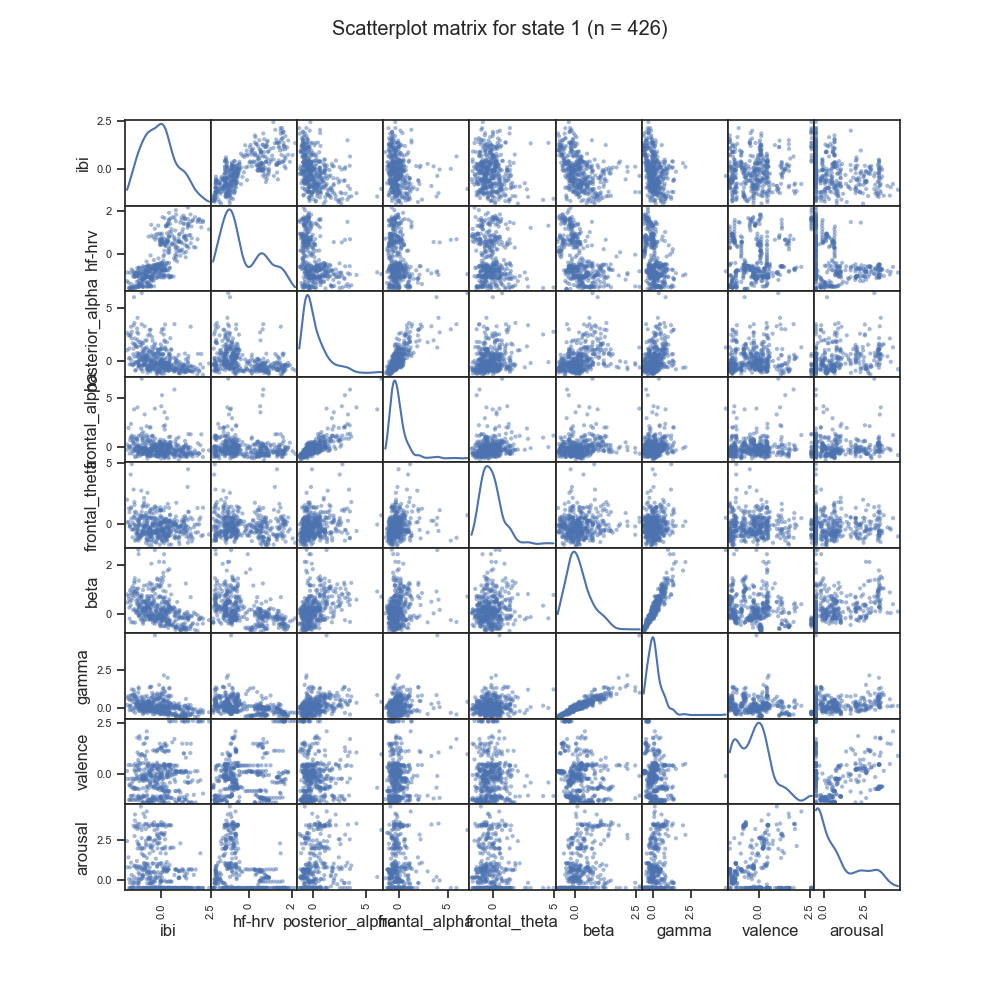 Scatterplot matrix for state 1 (n = 426)
2.5
0.0
ibi
2
0
hf-hrv
5
0
posterior_alpha
5
0
frontal_alpha
5
0
frontal_theta
2
0
beta
2.5
0.0
gamma
2.5
0.0
valence
2.5
0.0
arousal
0.0 2.5 0 2 0 5 0 5 0 5 0.0 2.5 0.0 2.5 0.0 2.5 0.0 2.5
ibi hf-hrv posterior_alpha frontal_alpha frontal_theta beta gamma valence arousal